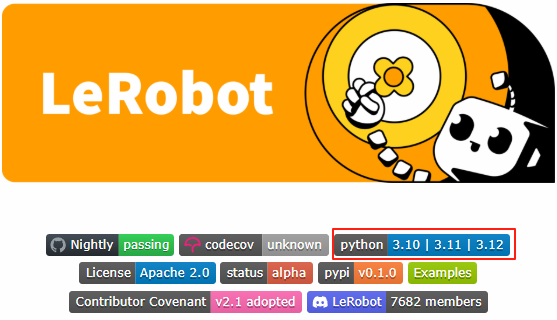 LeRobot
Nightly passing codecov unknown python 3.10 | 3.11 | 3.12
License Apache 2.0 status alpha pypi v0.1.0 Examples
Contributor Covenant v2.1 adopted LeRobot 7682 members